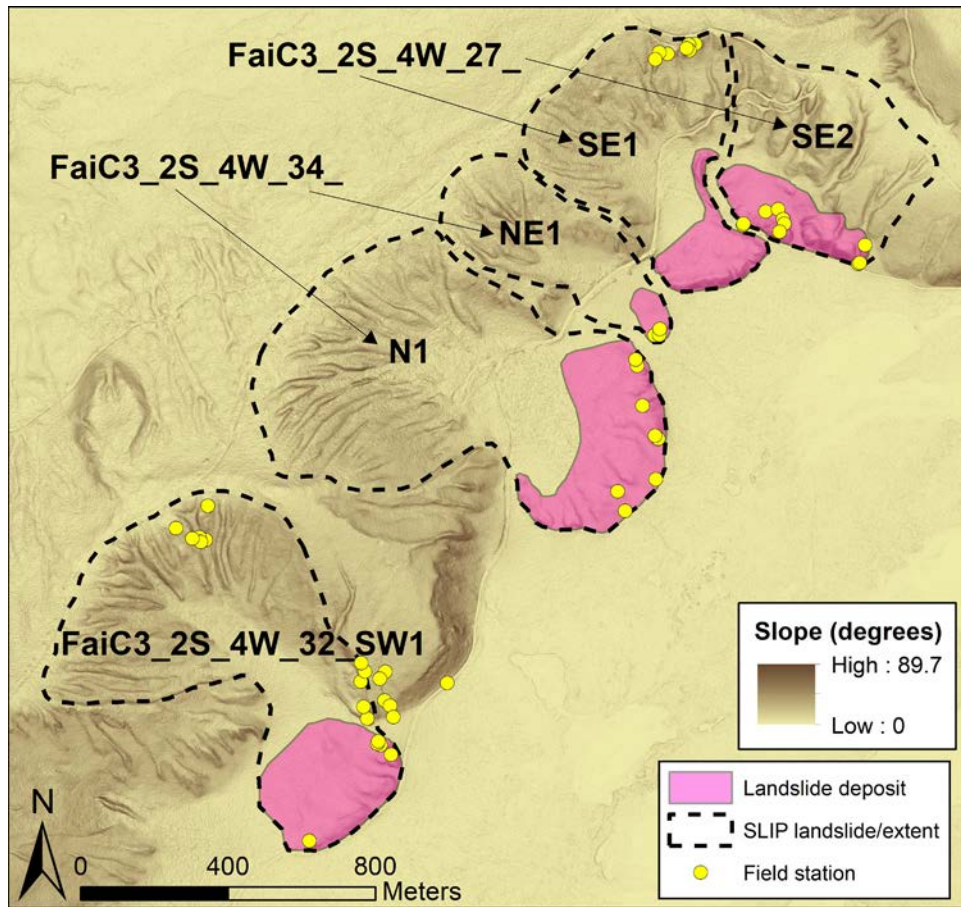 FaiC3_2S_4W_27_
SE1
SE2
FaiC3_2S_4W_34_
NE1
N1
FaiC3_2S_4W_32_SW1
Slope (degrees)
High : 89.7
Low : 0
N
0 400 800
Meters
Landslide deposit
SLIP landslide/extent
Field station